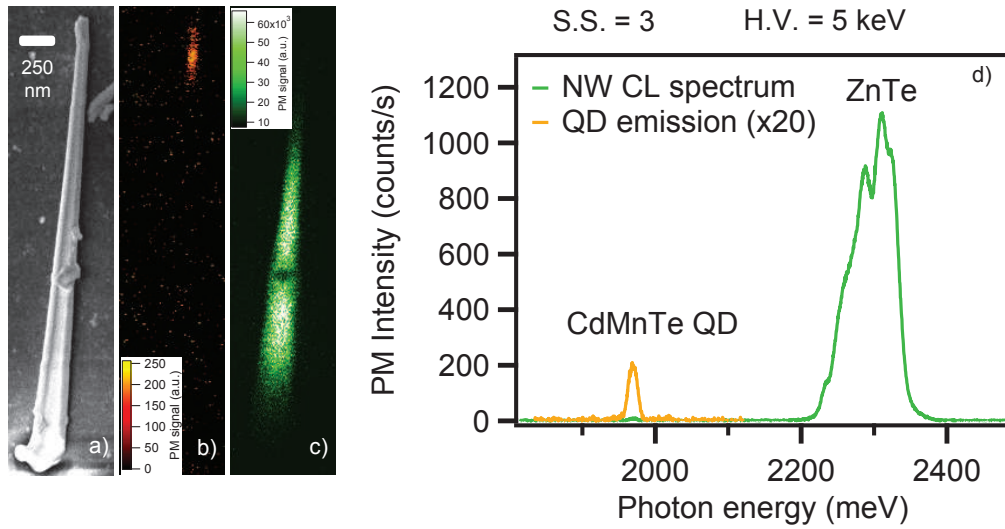 S.S. = 3 H.V. = 5 keV
250
nm
a)
250
200
150
100
50
0
PM signal (a.u.)
b)
60x10³
50
40
30
20
10
PM signal (a.u.)
c)
d)
NW CL spectrum
QD emission (x20)
ZnTe
CdMnTe QD
1200
1000
800
600
400
200
0
PM Intensity (counts/s)
2000 2200 2400
Photon energy (meV)